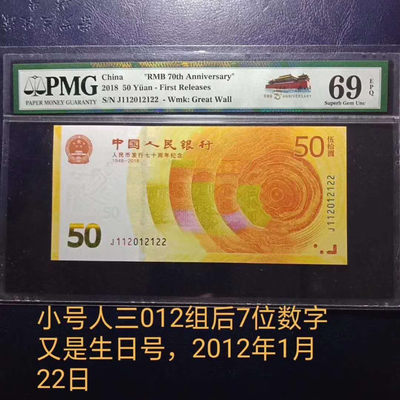 PMG
PAPER MONEY GUARANTY
China "RMB 70th Anniversary"
2018 50 Yüan - First Releases
S/N J112012122 - Wmk: Great Wall
69
EPQ
Superb Gem Unc
中国人民银行
人民币发行七十周年纪念
1948-2018
50
伍拾圆
50
J112012122
小号人三012组后7位数字
又是生日号，2012年1月
22日